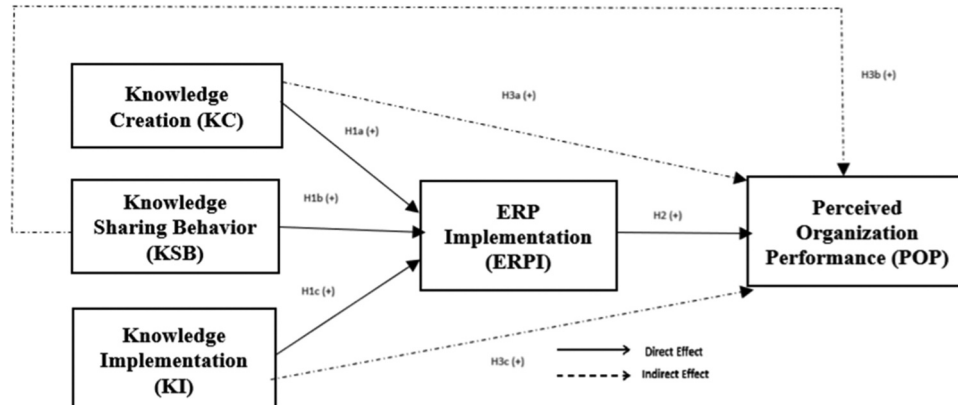 H3b (+)
Knowledge
Creation (KC)
H3a (+)
H1a (+)
Knowledge
Sharing Behavior
(KSB)
H1b (+)
ERP
Implementation
(ERPI)
H2 (+)
Perceived
Organization
Performance (POP)
H1c (+)
Knowledge
Implementation
(KI)
H3c (+)
Direct Effect
Indirect Effect